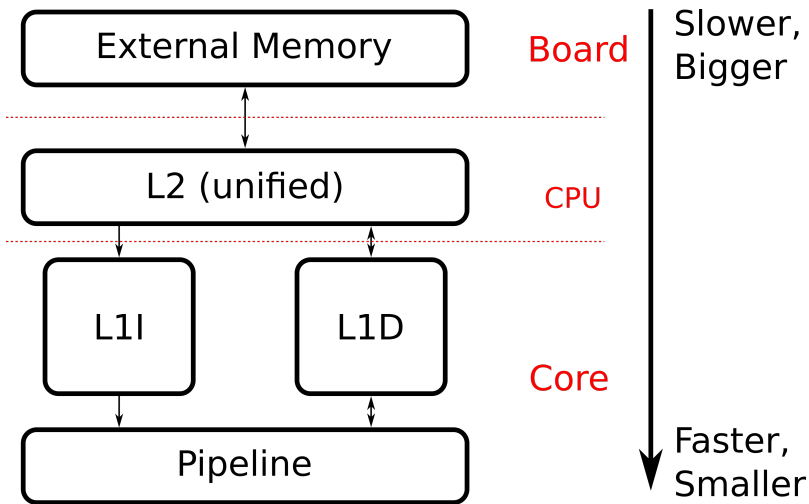 External Memory
Board
Slower,
Bigger
L2 (unified)
CPU
L1I
L1D
Core
Pipeline
Faster,
Smaller